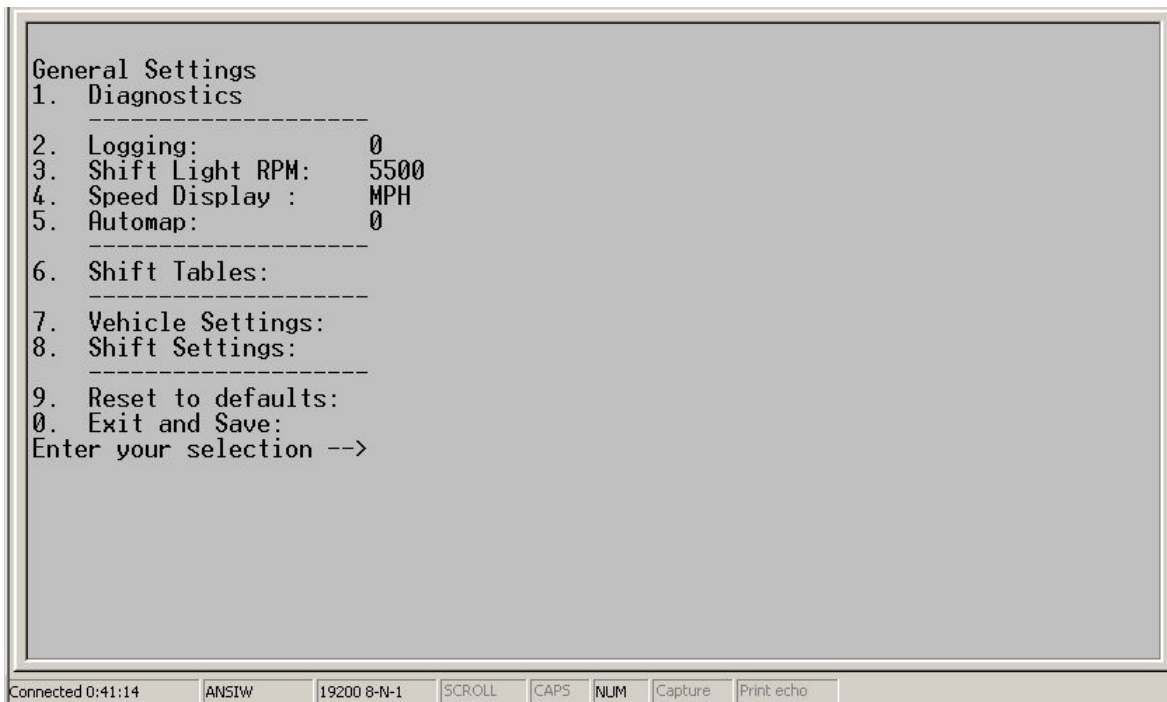 General Settings
1. Diagnostics
--------------------
2. Logging: 0
3. Shift Light RPM: 5500
4. Speed Display : MPH
5. Automap: 0
--------------------
6. Shift Tables:
--------------------
7. Vehicle Settings:
8. Shift Settings:
--------------------
9. Reset to defaults:
0. Exit and Save:
Enter your selection -->
Connected 0:41:14 ANSIW 19200 8-N-1 SCROLL CAPS NUM Capture Print echo